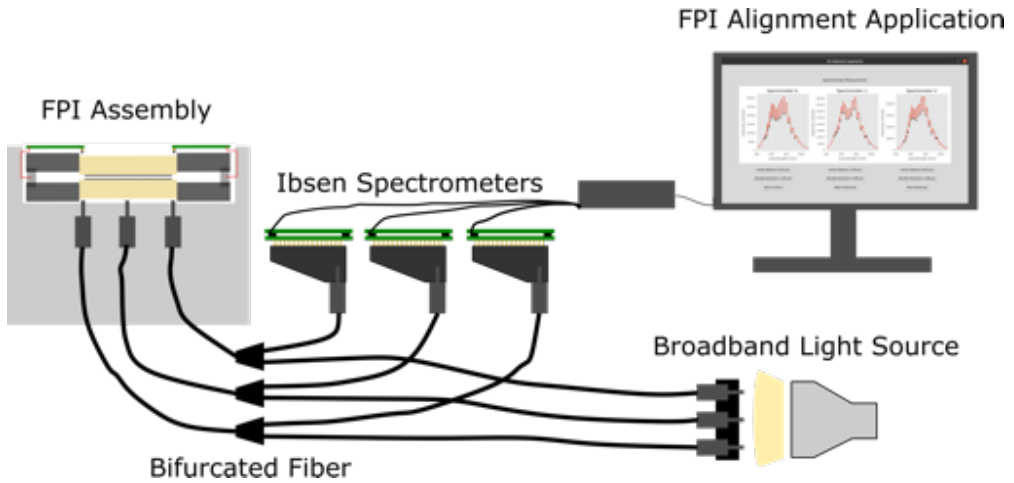 FPI Alignment Application
FPI Assembly
Ibsen Spectrometers
Broadband Light Source
Bifurcated Fiber